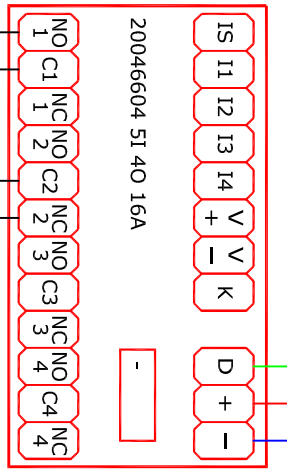 NO
1
C1
NC
1
NO
2
C2
NC
2
NO
3
C3
NC
3
NO
4
C4
NC
4
20046604 5I 4O 16A
-
IS
I1
I2
I3
I4
V
+
V
-
K
D
+
-